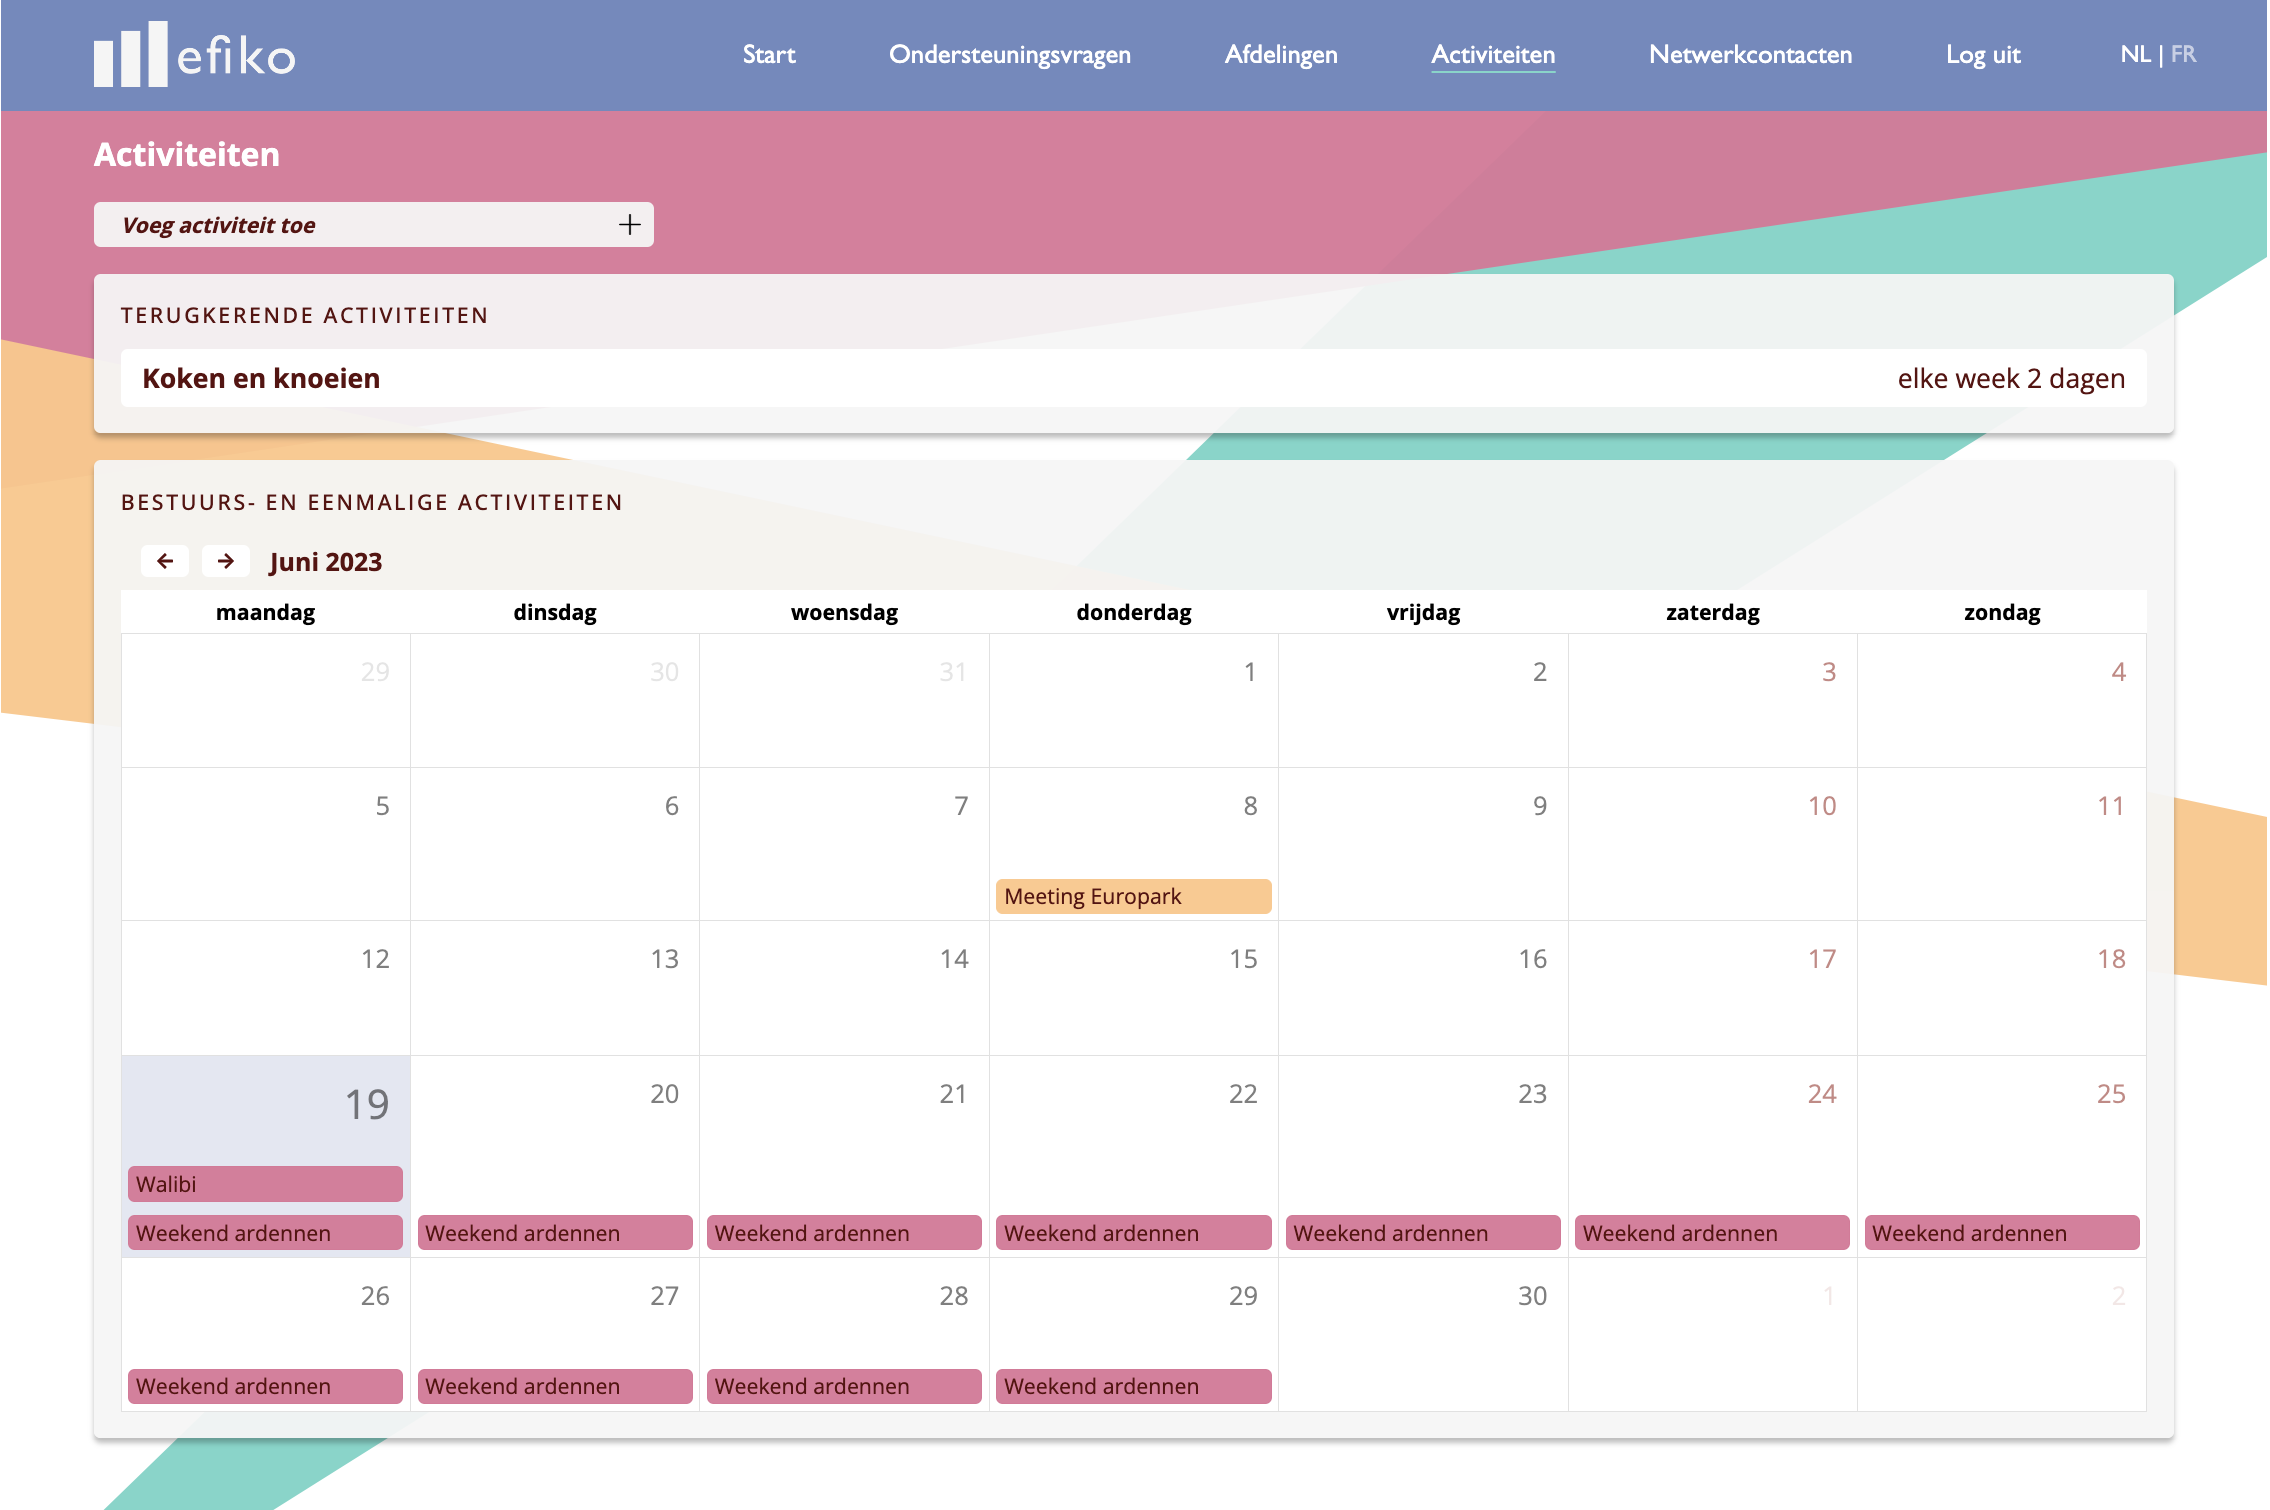 efiko
Start Ondersteuningsvragen Afdelingen Activiteiten Netwerkcontacten Log uit NL | FR
Activiteiten
Voeg activiteit toe +
TERUGKERENDE ACTIVITEITEN
Koken en knoeien elke week 2 dagen
BESTUURS- EN EENMALIGE ACTIVITEITEN
← → Juni 2023
maandag dinsdag woensdag donderdag vrijdag zaterdag zondag
29 30 31 1 2 3 4
5 6 7 8 9 10 11
Meeting Europark
12 13 14 15 16 17 18
19 20 21 22 23 24 25
Walibi
Weekend ardennen Weekend ardennen Weekend ardennen Weekend ardennen Weekend ardennen Weekend ardennen Weekend ardennen
26 27 28 29 30 1 2
Weekend ardennen Weekend ardennen Weekend ardennen Weekend ardennen